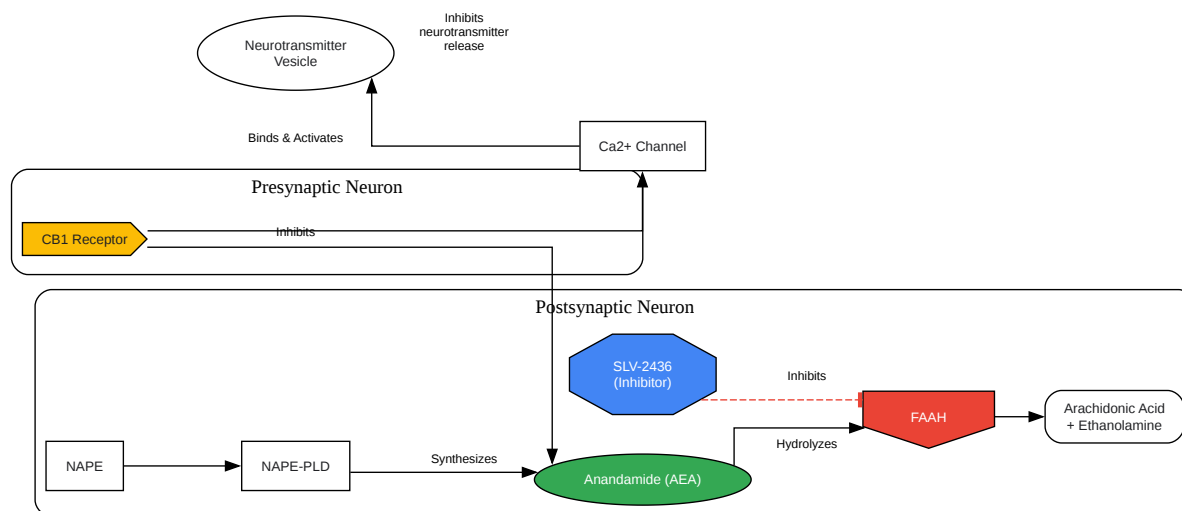 Inhibits
neurotransmitter
release
Neurotransmitter
Vesicle
Binds & Activates
Ca2+ Channel
Presynaptic Neuron
CB1 Receptor
Inhibits
Postsynaptic Neuron
SLV-2436
(Inhibitor)
Inhibits
FAAH
Arachidonic Acid
+ Ethanolamine
Hydrolyzes
NAPE
NAPE-PLD
Synthesizes
Anandamide (AEA)